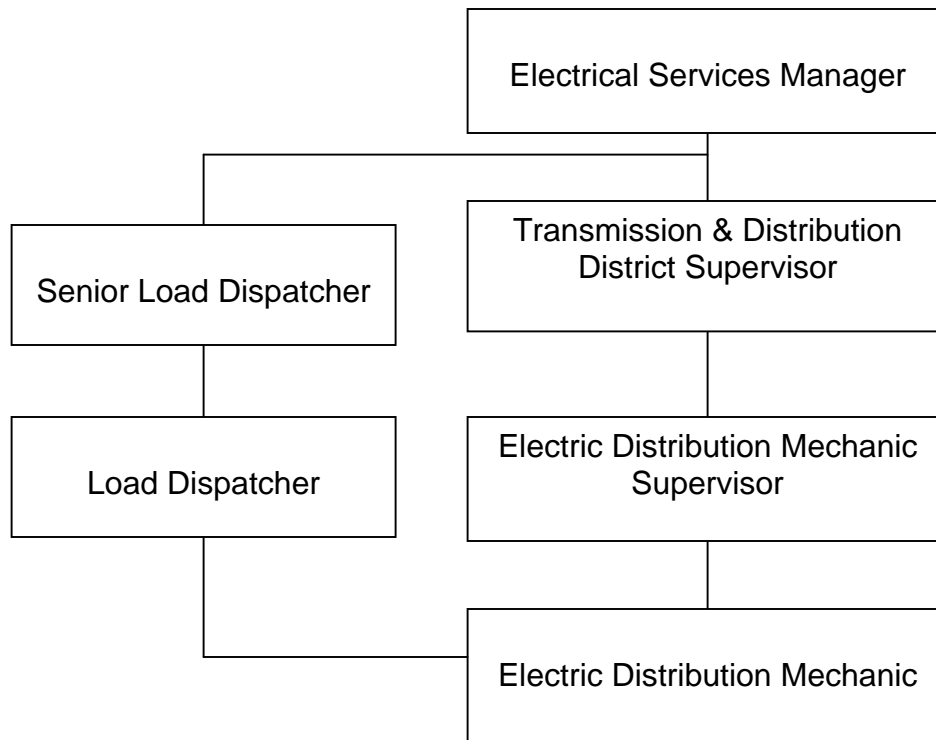 Electrical Services Manager
Transmission & Distribution
District Supervisor
Senior Load Dispatcher
Electric Distribution Mechanic
Supervisor
Load Dispatcher
Electric Distribution Mechanic